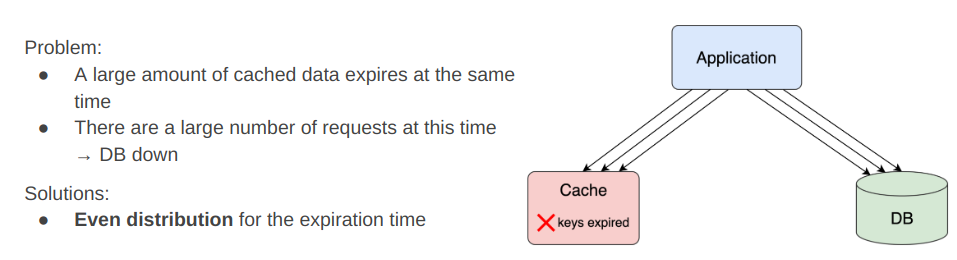 Problem:
● A large amount of cached data expires at the same
time
● There are a large number of requests at this time
→ DB down
Solutions:
● Even distribution for the expiration time
Application
Cache
❌ keys expired
DB